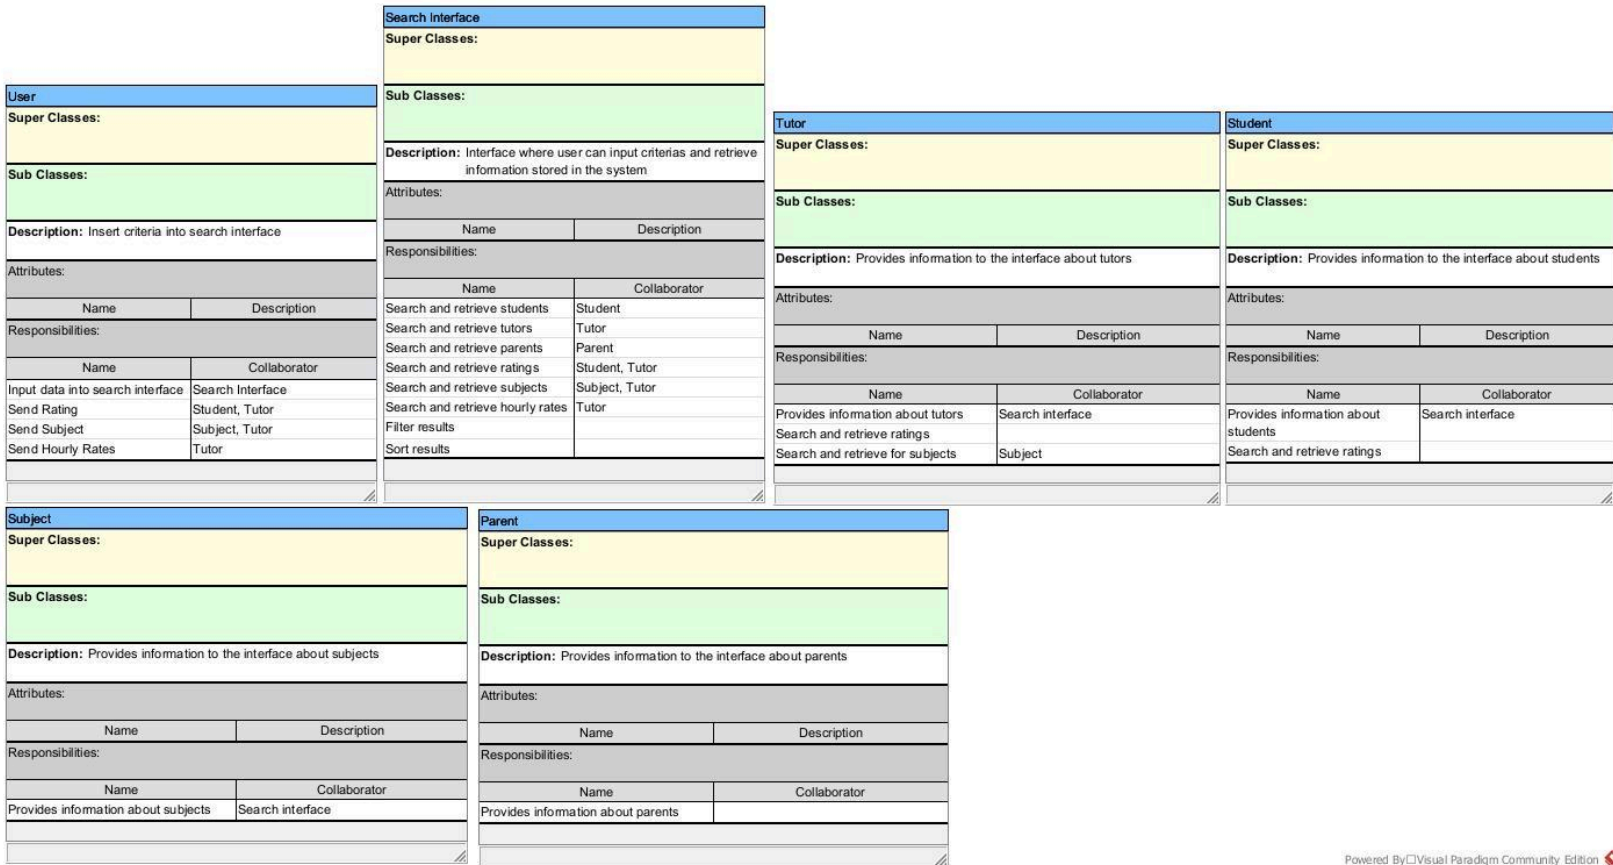 User
Super Classes:
Sub Classes:
Description: Insert criteria into search interface
Attributes:
Name Description
Responsibilities:
Name Collaborator
Input data into search interface Search Interface
Send Rating Student, Tutor
Send Subject Subject, Tutor
Send Hourly Rates Tutor
Search Interface
Super Classes:
Sub Classes:
Description: Interface where user can input criterias and retrieve
information stored in the system
Attributes:
Name Description
Responsibilities:
Name Collaborator
Search and retrieve students Student
Search and retrieve tutors Tutor
Search and retrieve parents Parent
Search and retrieve ratings Student, Tutor
Search and retrieve subjects Subject, Tutor
Search and retrieve hourly rates Tutor
Filter results
Sort results
Tutor
Super Classes:
Sub Classes:
Description: Provides information to the interface about tutors
Attributes:
Name Description
Responsibilities:
Name Collaborator
Provides information about tutors Search interface
Search and retrieve ratings
Search and retrieve for subjects Subject
Student
Super Classes:
Sub Classes:
Description: Provides information to the interface about students
Attributes:
Name Description
Responsibilities:
Name Collaborator
Provides information about Search interface
students
Search and retrieve ratings
Subject
Super Classes:
Sub Classes:
Description: Provides information to the interface about subjects
Attributes:
Name Description
Responsibilities:
Name Collaborator
Provides information about subjects Search interface
Parent
Super Classes:
Sub Classes:
Description: Provides information to the interface about parents
Attributes:
Name Description
Responsibilities:
Name Collaborator
Provides information about parents
Powered By□Visual Paradigm Community Edition